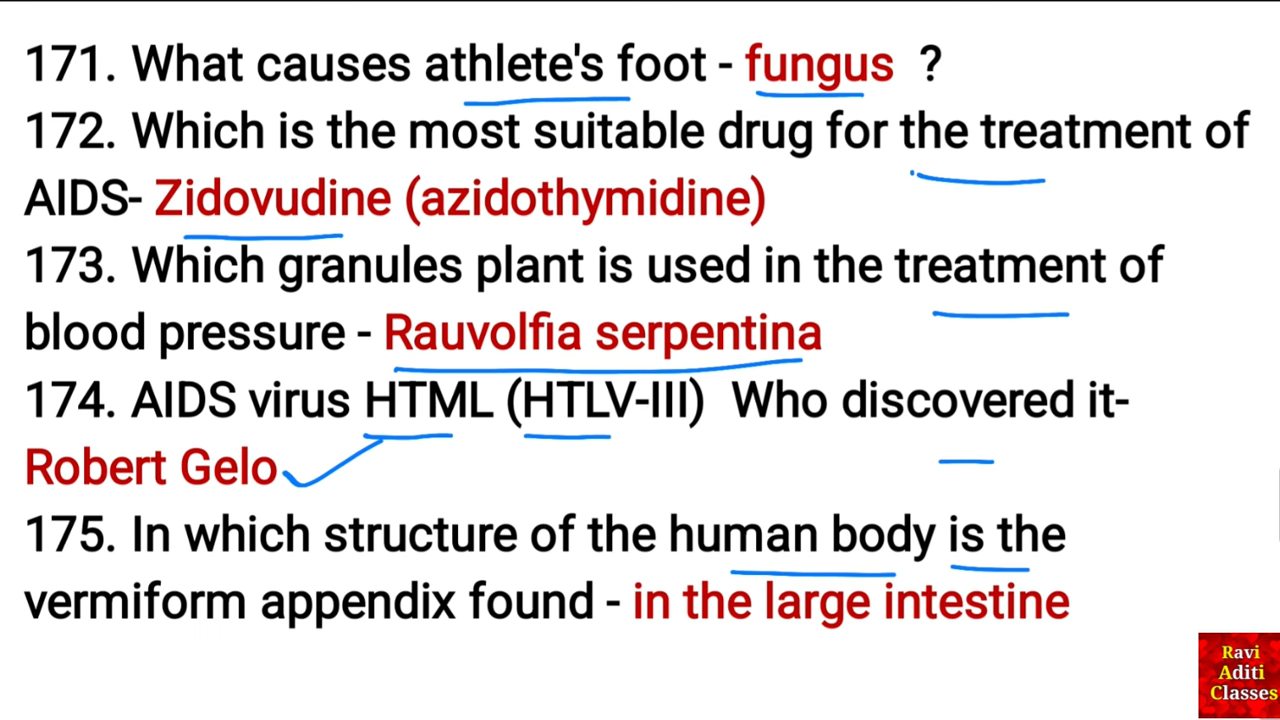 171. What causes athlete's foot - fungus ?
172. Which is the most suitable drug for the treatment of
AIDS- Zidovudine (azidothymidine)
173. Which granules plant is used in the treatment of
blood pressure - Rauvolfia serpentina
174. AIDS virus HTML (HTLV-III) Who discovered it-
Robert Gelo
175. In which structure of the human body is the
vermiform appendix found - in the large intestine
Ravi
Aditi
Classes